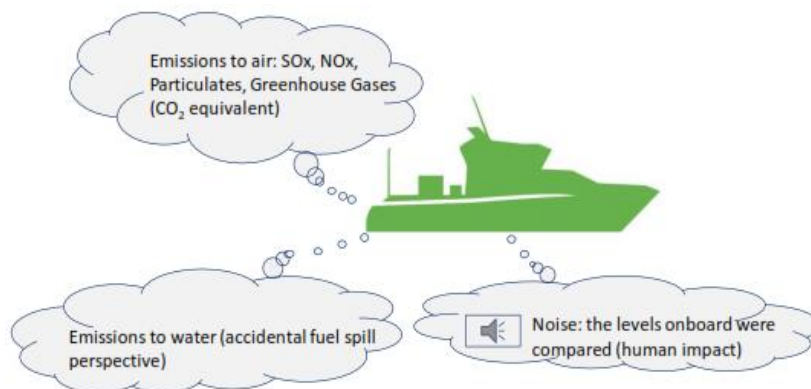 Emissions to air: SOx, NOx,
Particulates, Greenhouse Gases
(CO₂ equivalent)
Emissions to water (accidental fuel spill
perspective)
Noise: the levels onboard were
compared (human impact)